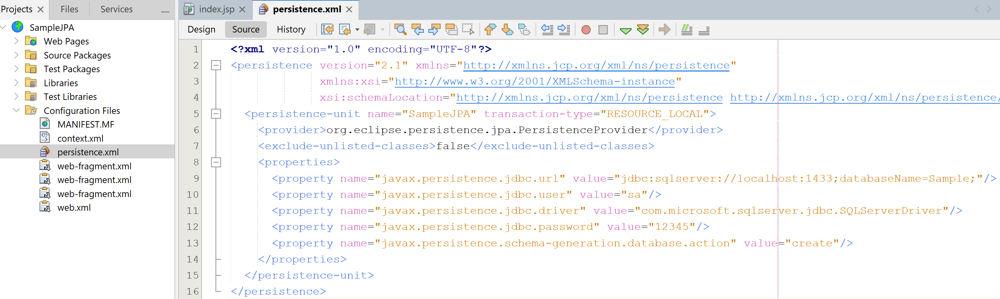 Projects Files Services
SampleJPA
Web Pages
Source Packages
Test Packages
Libraries
Test Libraries
Configuration Files
MANIFEST.MF
context.xml
persistence.xml
web-fragment.xml
web-fragment.xml
web-fragment.xml
web.xml
index.jsp persistence.xml
Design Source History
1 <?xml version="1.0" encoding="UTF-8"?>
2 <persistence version="2.1" xmlns="http://xmlns.jcp.org/xml/ns/persistence"
3 xmlns:xsi="http://www.w3.org/2001/XMLSchema-instance"
4 xsi:schemaLocation="http://xmlns.jcp.org/xml/ns/persistence http://xmlns.jcp.org/xml/ns/persistence/
5 <persistence-unit name="SampleJPA" transaction-type="RESOURCE_LOCAL">
6 <provider>org.eclipse.persistence.jpa.PersistenceProvider</provider>
7 <exclude-unlisted-classes>false</exclude-unlisted-classes>
8 <properties>
9 <property name="javax.persistence.jdbc.url" value="jdbc:sqlserver://localhost:1433;databaseName=Sample;"/>
10 <property name="javax.persistence.jdbc.user" value="sa"/>
11 <property name="javax.persistence.jdbc.driver" value="com.microsoft.sqlserver.jdbc.SQLServerDriver"/>
12 <property name="javax.persistence.jdbc.password" value="12345"/>
13 <property name="javax.persistence.schema-generation.database.action" value="create"/>
14 </properties>
15 </persistence-unit>
16 </persistence>